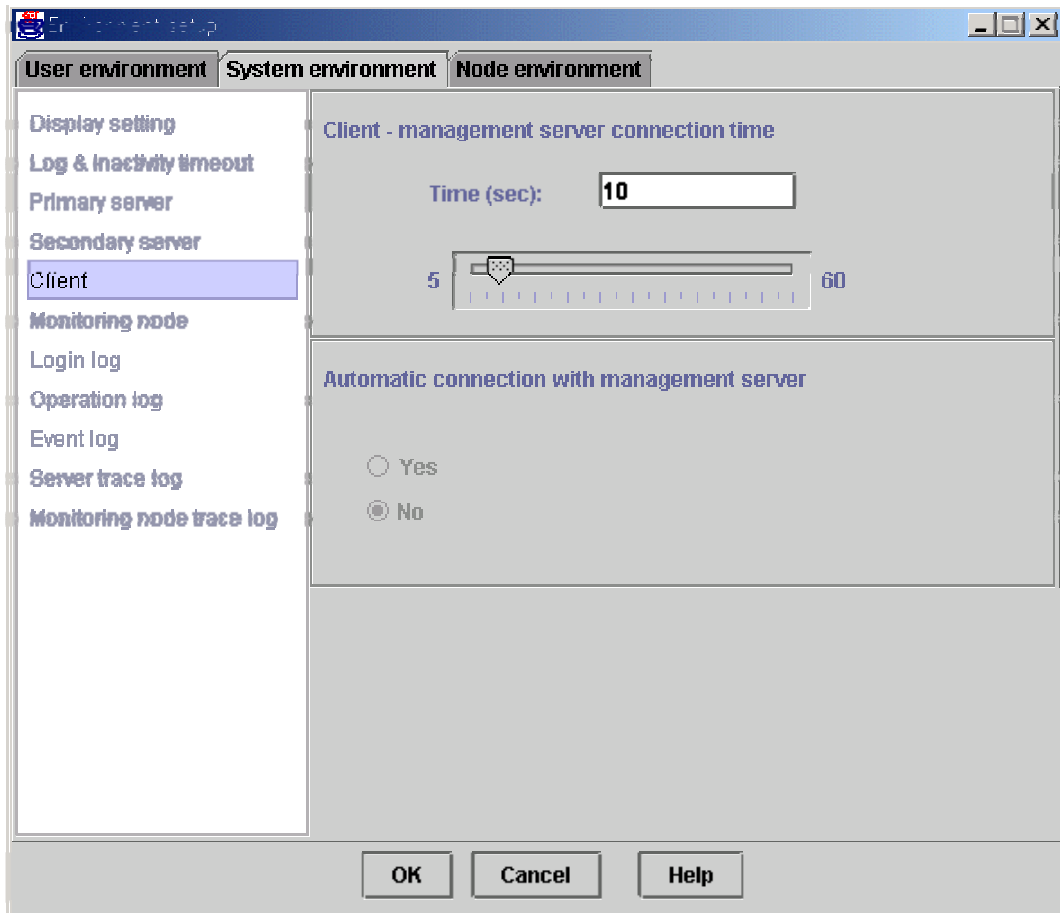 Environment setup
User environment System environment Node environment
Display setting
Log & inactivity timeout
Primary server
Secondary server
Client
Monitoring node
Login log
Operation log
Event log
Server trace log
Monitoring node trace log
Client - management server connection time
Time (sec): 10
5 60
Automatic connection with management server
Yes
No
OK Cancel Help